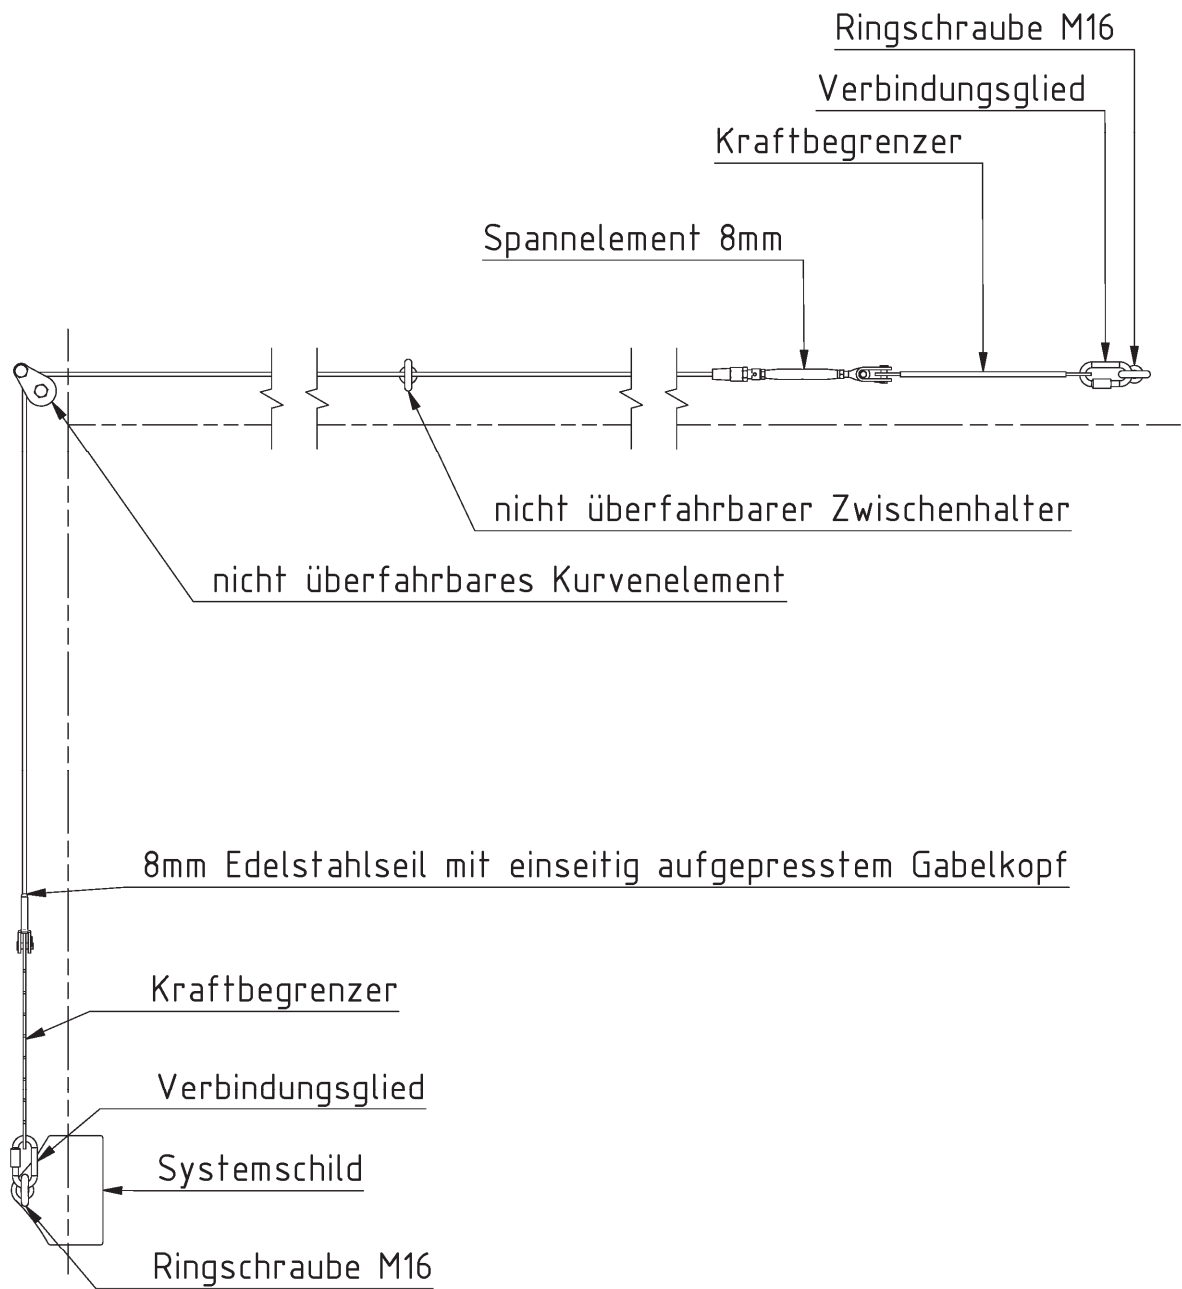 Ringschraube M16
Verbindungsglied
Kraftbegrenzer
Spannelement 8mm
nicht überfahrbarer Zwischenhalter
nicht überfahrbares Kurvenelement
8mm Edelstahlseil mit einseitig aufgepresstem Gabelkopf
Kraftbegrenzer
Verbindungsglied
Systemschild
Ringschraube M16